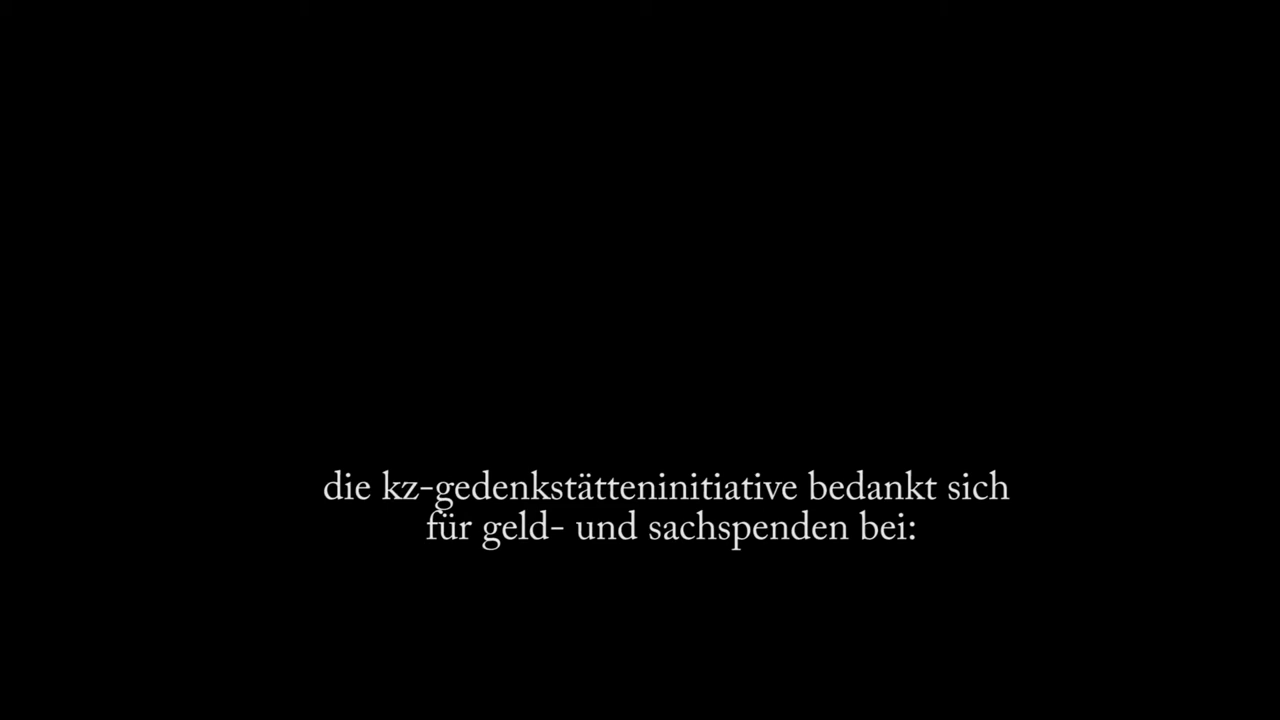 die kz-gedenkstätteninitiative bedankt sich
für geld- und sachspenden bei: